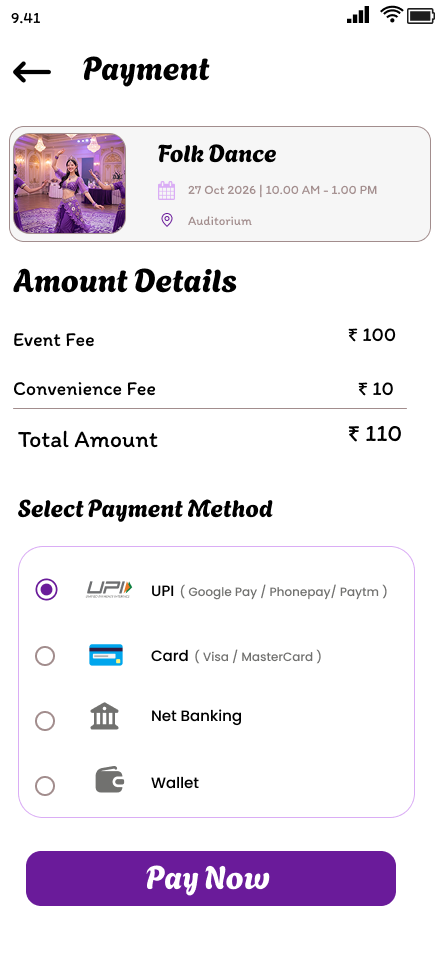 9.41
Payment
Folk Dance
27 Oct 2026 | 10.00 AM - 1.00 PM
Auditorium
Amount Details
Event Fee ₹ 100
Convenience Fee ₹ 10
Total Amount ₹ 110
Select Payment Method
UPI UPI ( Google Pay / Phonepay/ Paytm )
Card ( Visa / MasterCard )
Net Banking
Wallet
Pay Now